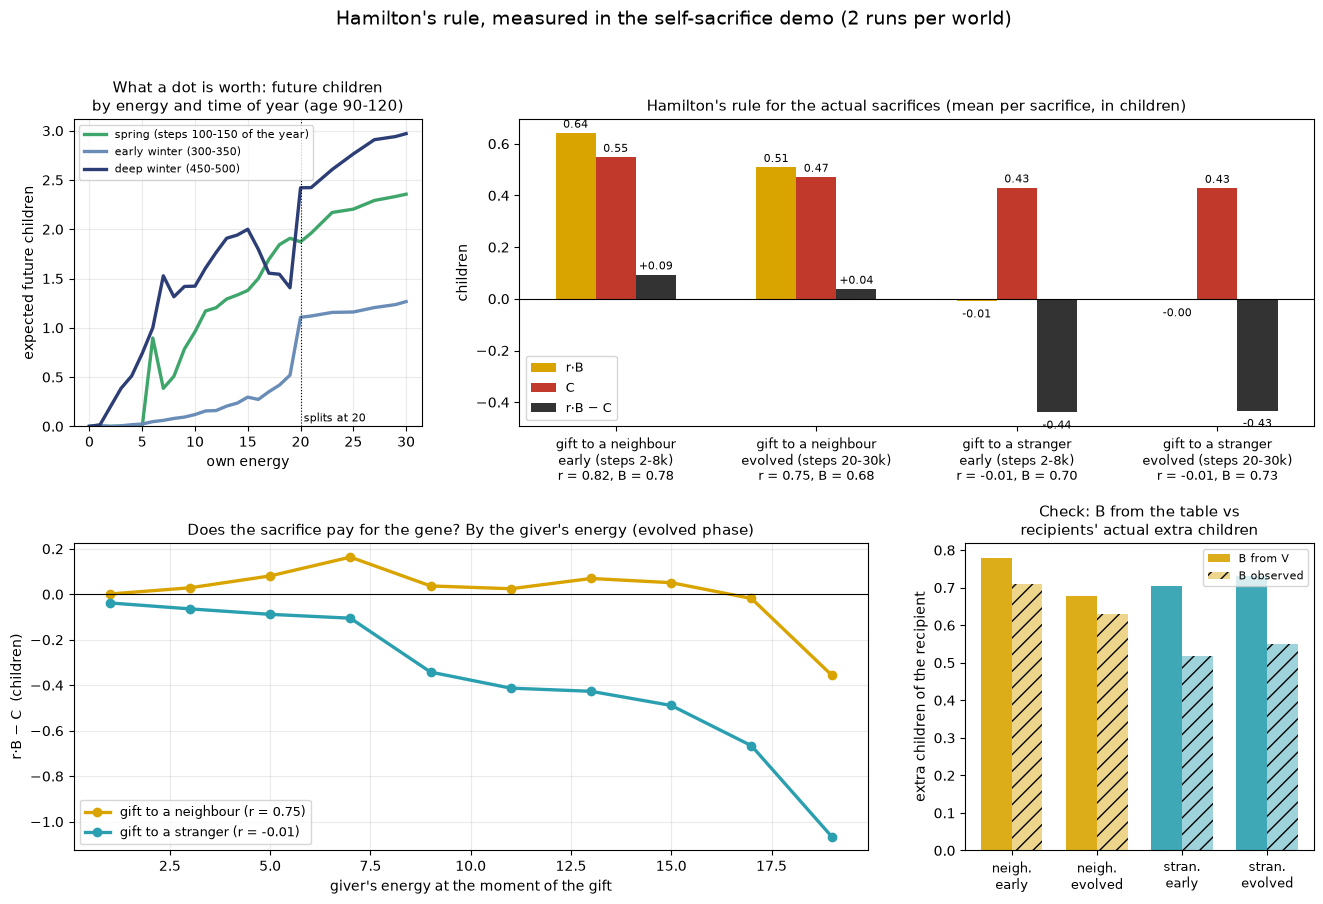 Hamilton's rule, measured in the self-sacrifice demo (2 runs per world)
What a dot is worth: future children
by energy and time of year (age 90-120)
spring (steps 100-150 of the year)
early winter (300-350)
deep winter (450-500)
splits at 20
expected future children
3.0
2.5
2.0
1.5
1.0
0.5
0.0
0 5 10 15 20 25 30
own energy
Hamilton's rule for the actual sacrifices (mean per sacrifice, in children)
children
0.6
0.4
0.2
0.0
−0.2
−0.4
0.64
0.55
+0.09
0.51
0.47
+0.04
-0.01
0.43
-0.44
-0.00
0.43
-0.43
r·B
C
r·B − C
gift to a neighbour
early (steps 2-8k)
r = 0.82, B = 0.78
gift to a neighbour
evolved (steps 20-30k)
r = 0.75, B = 0.68
gift to a stranger
early (steps 2-8k)
r = -0.01, B = 0.70
gift to a stranger
evolved (steps 20-30k)
r = -0.01, B = 0.73
Does the sacrifice pay for the gene? By the giver's energy (evolved phase)
r·B − C (children)
0.2
0.0
−0.2
−0.4
−0.6
−0.8
−1.0
gift to a neighbour (r = 0.75)
gift to a stranger (r = -0.01)
2.5 5.0 7.5 10.0 12.5 15.0 17.5
giver's energy at the moment of the gift
Check: B from the table vs
recipients' actual extra children
B from V
B observed
extra children of the recipient
0.8
0.7
0.6
0.5
0.4
0.3
0.2
0.1
0.0
neigh.
early
neigh.
evolved
stran.
early
stran.
evolved